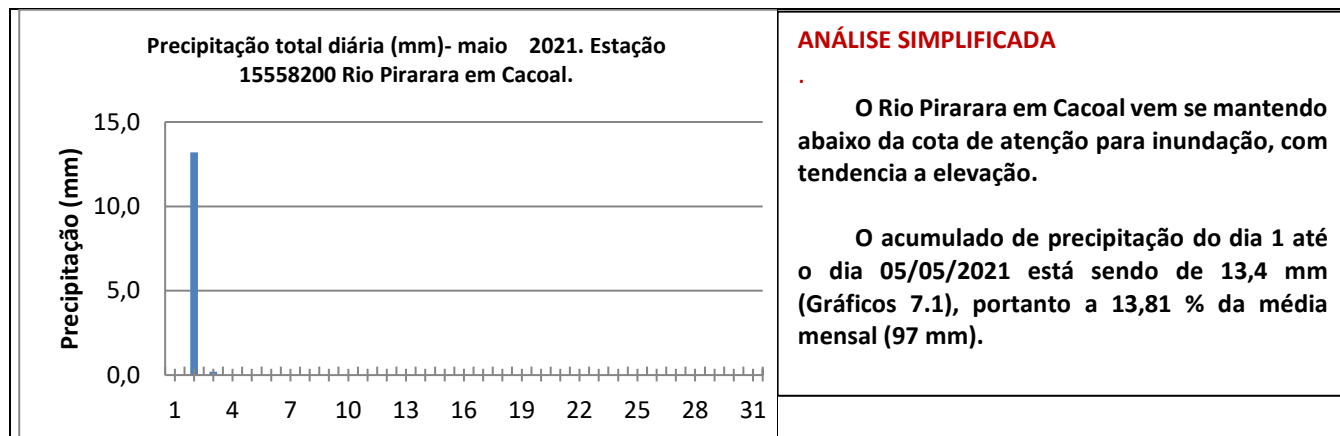 Precipitação total diária (mm)- maio 2021. Estação
15558200 Rio Pirarara em Cacoal.
15,0
10,0
5,0
0,0
Precipitação (mm)
1 4 7 10 13 16 19 22 25 28 31
ANÁLISE SIMPLIFICADA
.
O Rio Pirarara em Cacoal vem se mantendo
abaixo da cota de atenção para inundação, com
tendencia a elevação.
O acumulado de precipitação do dia 1 até
o dia 05/05/2021 está sendo de 13,4 mm
(Gráficos 7.1), portanto a 13,81 % da média
mensal (97 mm).